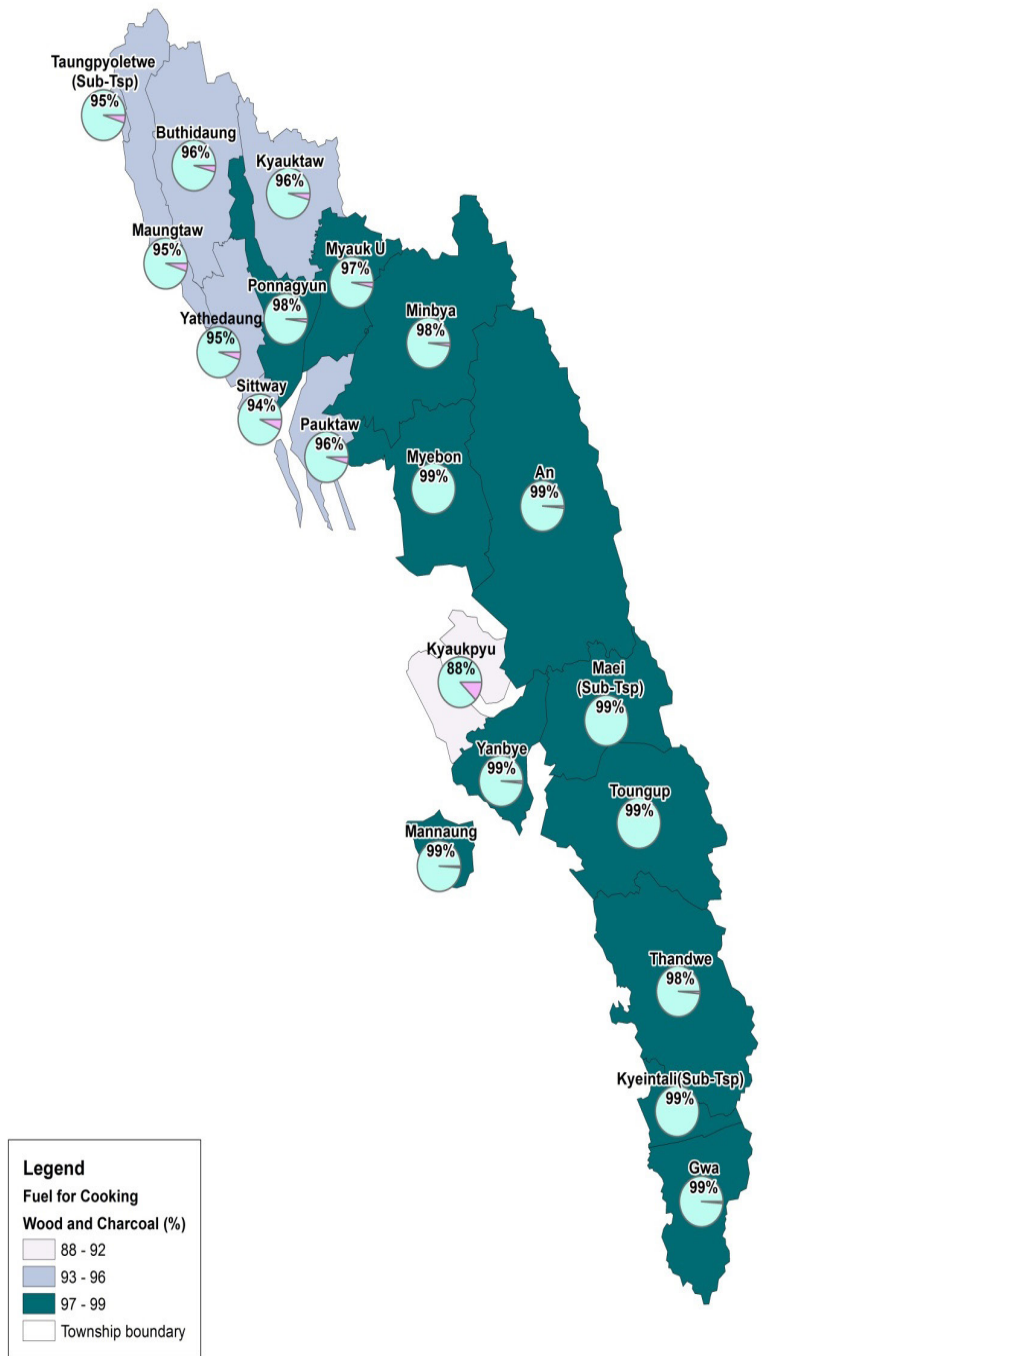 Taungpyoletwe
(Sub-Tsp)
95%
Buthidaung
96%
Kyauktaw
96%
Maungtaw
95%
Myauk U
97%
Ponnagyun
98%
Minbya
98%
Yathedaung
95%
Sittway
94%
Pauktaw
96%
Myebon
99%
An
99%
Kyaukpyu
88%
Maei
(Sub-Tsp)
99%
Yanbye
99%
Toungup
99%
Mannaung
99%
Thandwe
98%
Kyeintali(Sub-Tsp)
99%
Gwa
99%
Legend
Fuel for Cooking
Wood and Charcoal (%)
88 - 92
93 - 96
97 - 99
Township boundary